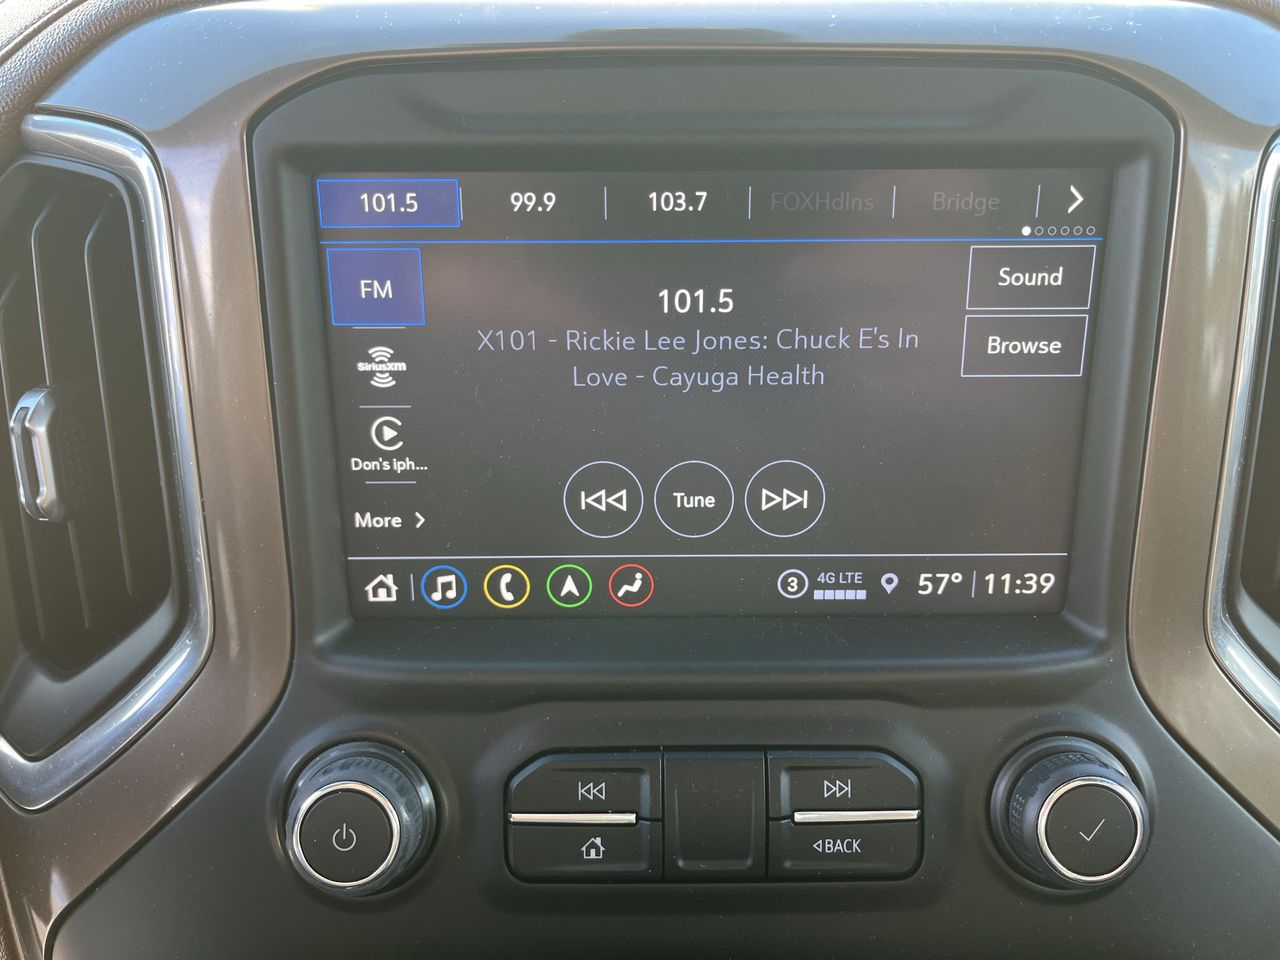 101.5 99.9 103.7 FOXHdlns Bridge
FM
SiriusXM
Don's iph...
More
101.5
X101 - Rickie Lee Jones: Chuck E's In
Love - Cayuga Health
Sound
Browse
Tune
3 4G LTE 57° 11:39
BACK